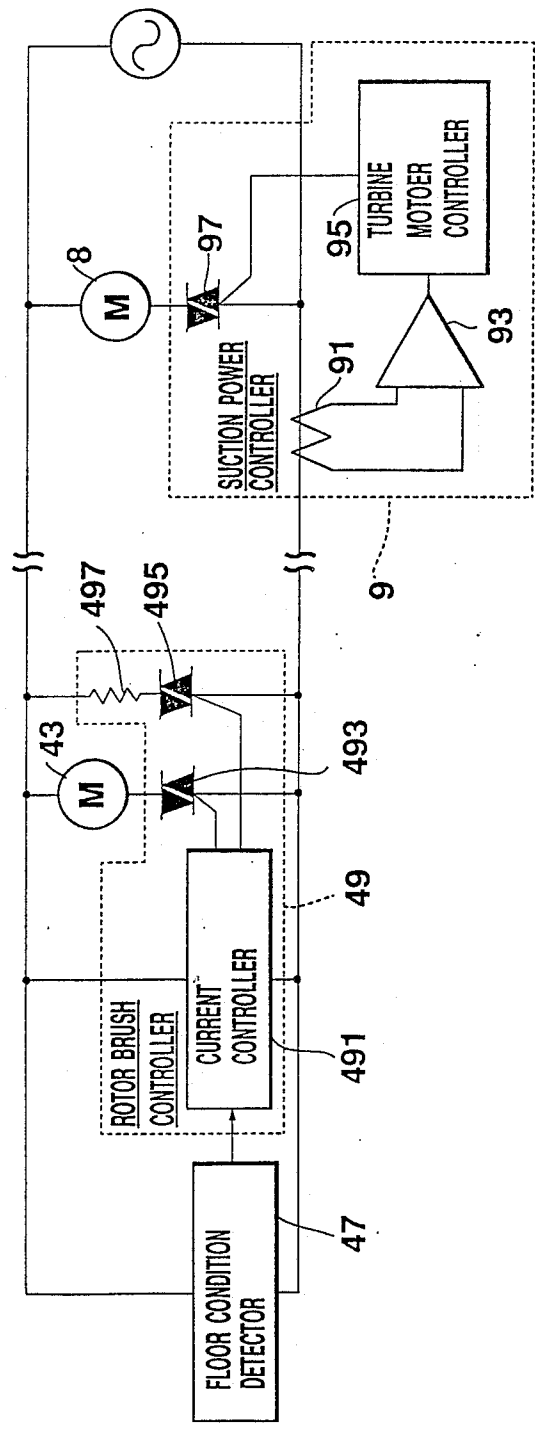 FLOOR CONDITION
DETECTOR
47
ROTOR BRUSH
CONTROLLER
CURRENT
CONTROLLER
491
49
43
M
493
497
495
9
SUCTION POWER
CONTROLLER
91
8
M
97
93
95
TURBINE
MOTOER
CONTROLLER